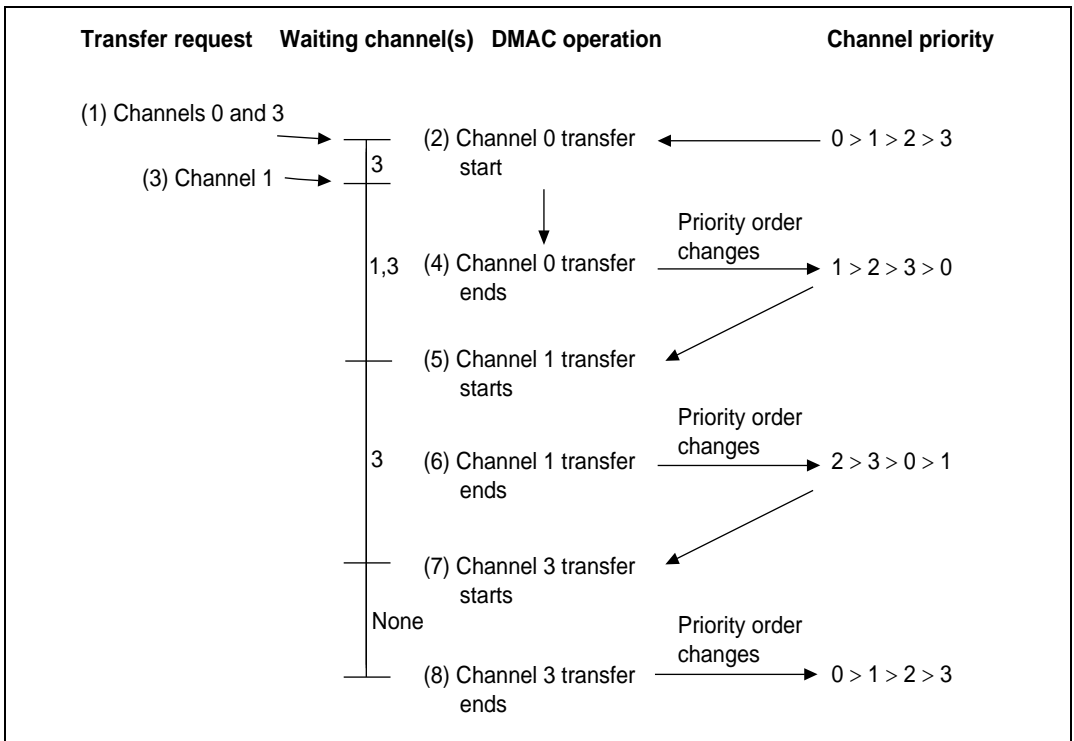 Transfer request Waiting channel(s) DMAC operation Channel priority
(1) Channels 0 and 3
(2) Channel 0 transfer start
0 > 1 > 2 > 3
3
(3) Channel 1
1,3
(4) Channel 0 transfer ends
Priority order changes
1 > 2 > 3 > 0
(5) Channel 1 transfer starts
3
(6) Channel 1 transfer ends
Priority order changes
2 > 3 > 0 > 1
(7) Channel 3 transfer starts
None
(8) Channel 3 transfer ends
Priority order changes
0 > 1 > 2 > 3